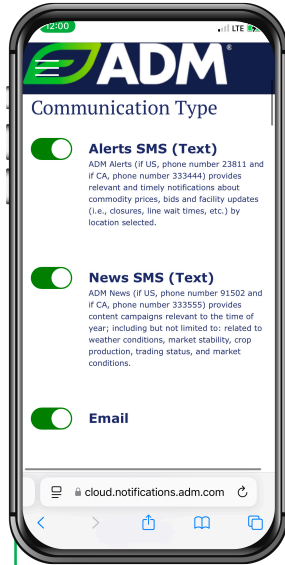 12:00
LTE
ADM®
Communication Type
Alerts SMS (Text)
ADM Alerts (if US, phone number 23811 and
if CA, phone number 333444) provides
relevant and timely notifications about
commodity prices, bids and facility updates
(i.e., closures, line wait times, etc.) by
location selected.
News SMS (Text)
ADM News (if US, phone number 91502 and
if CA, phone number 333555) provides
content campaigns relevant to the time of
year; including but not limited to: related to
weather conditions, market stability, crop
production, trading status, and market
conditions.
Email
cloud.notifications.adm.com